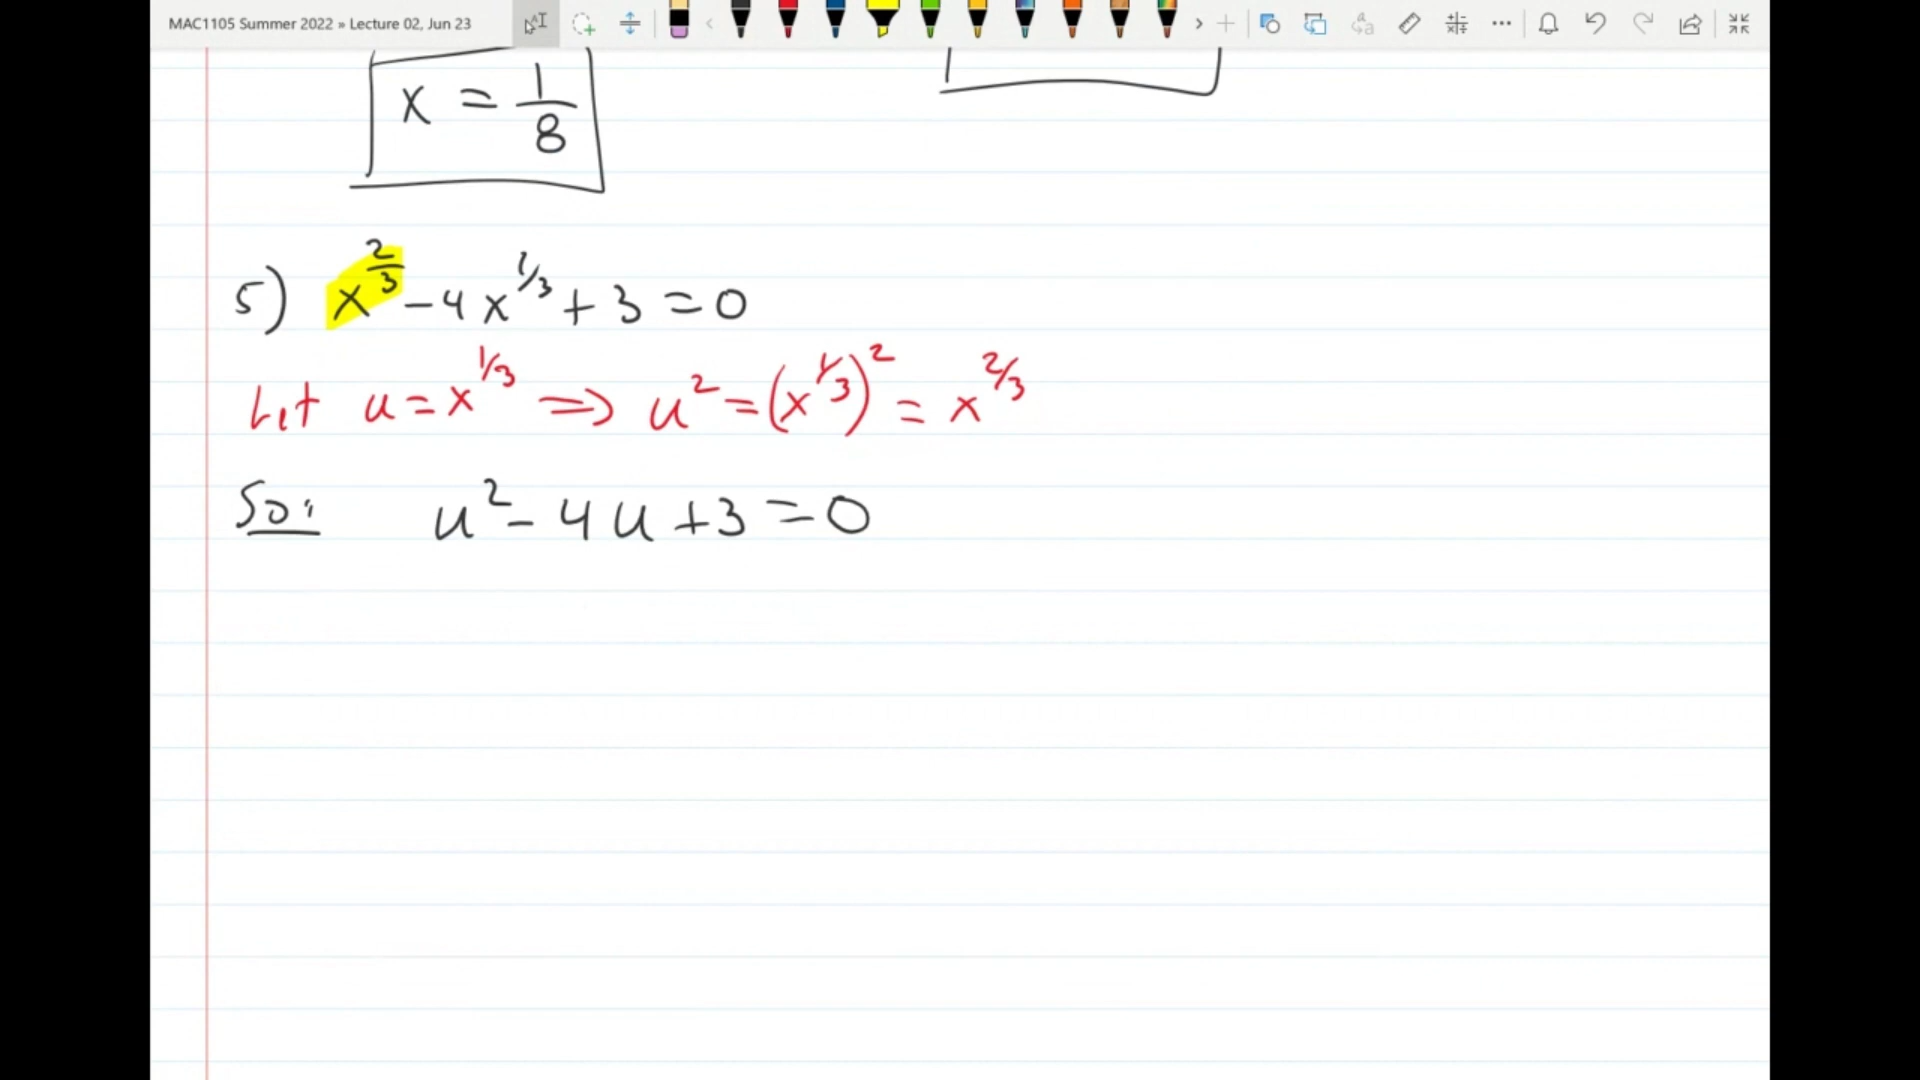 MAC1105 Summer 2022 » Lecture 02, Jun 23
x = 1/8
5) x^(2/3) - 4x^(1/3) + 3 = 0
Let u = x^(1/3) ⇒ u² = (x^(1/3))² = x^(2/3)
So: u² - 4u + 3 = 0